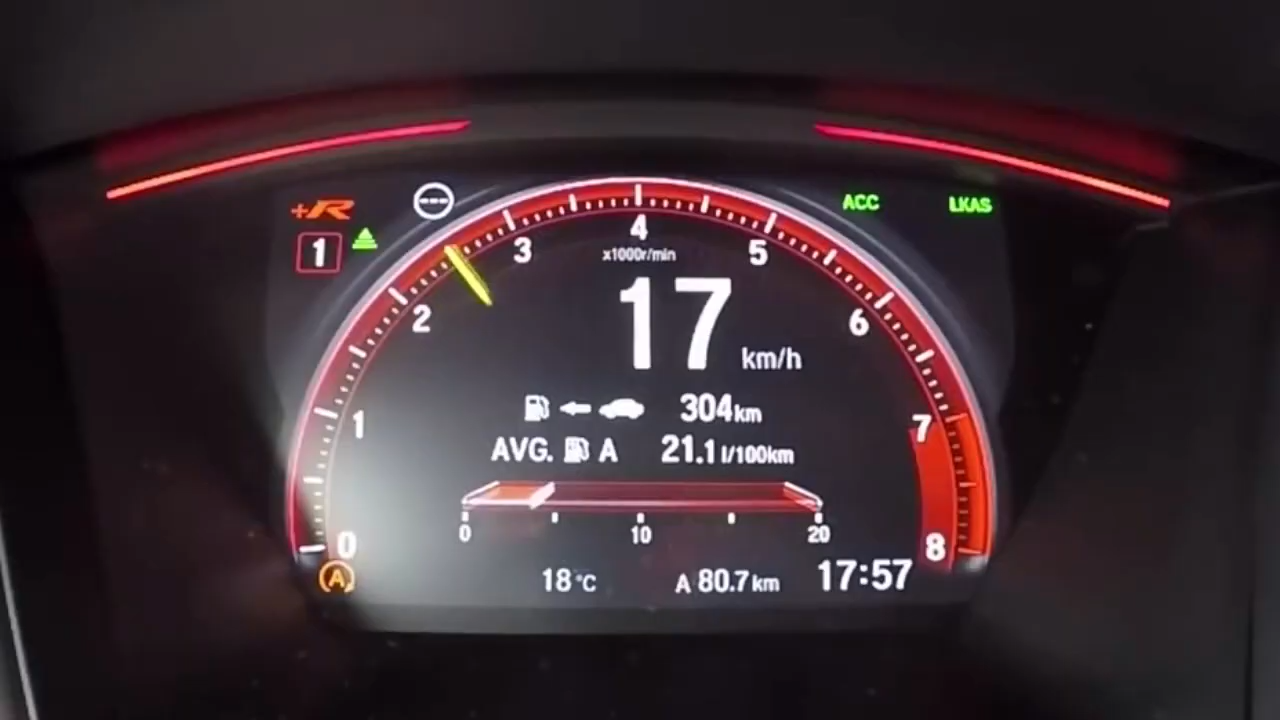 +R
ACC
LKAS
1
0
1
2
3
4
5
6
7
8
x1000r/min
17 km/h
304km
AVG. A 21.1 l/100km
0 10 20
A
18°C
A 80.7km
17:57